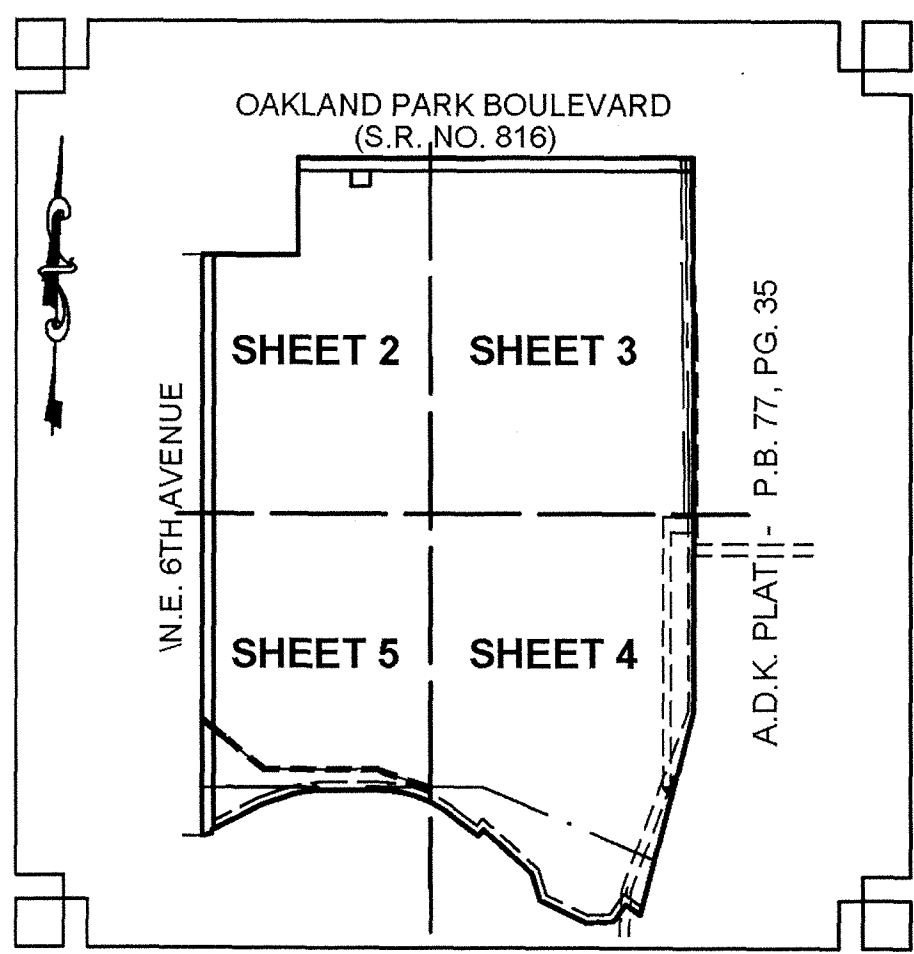 OAKLAND PARK BOULEVARD
(S.R. NO. 816)
SHEET 2
SHEET 3
N.E. 6TH AVENUE
A.D.K. PLAT - P.B. 77, PG. 35
SHEET 5
SHEET 4